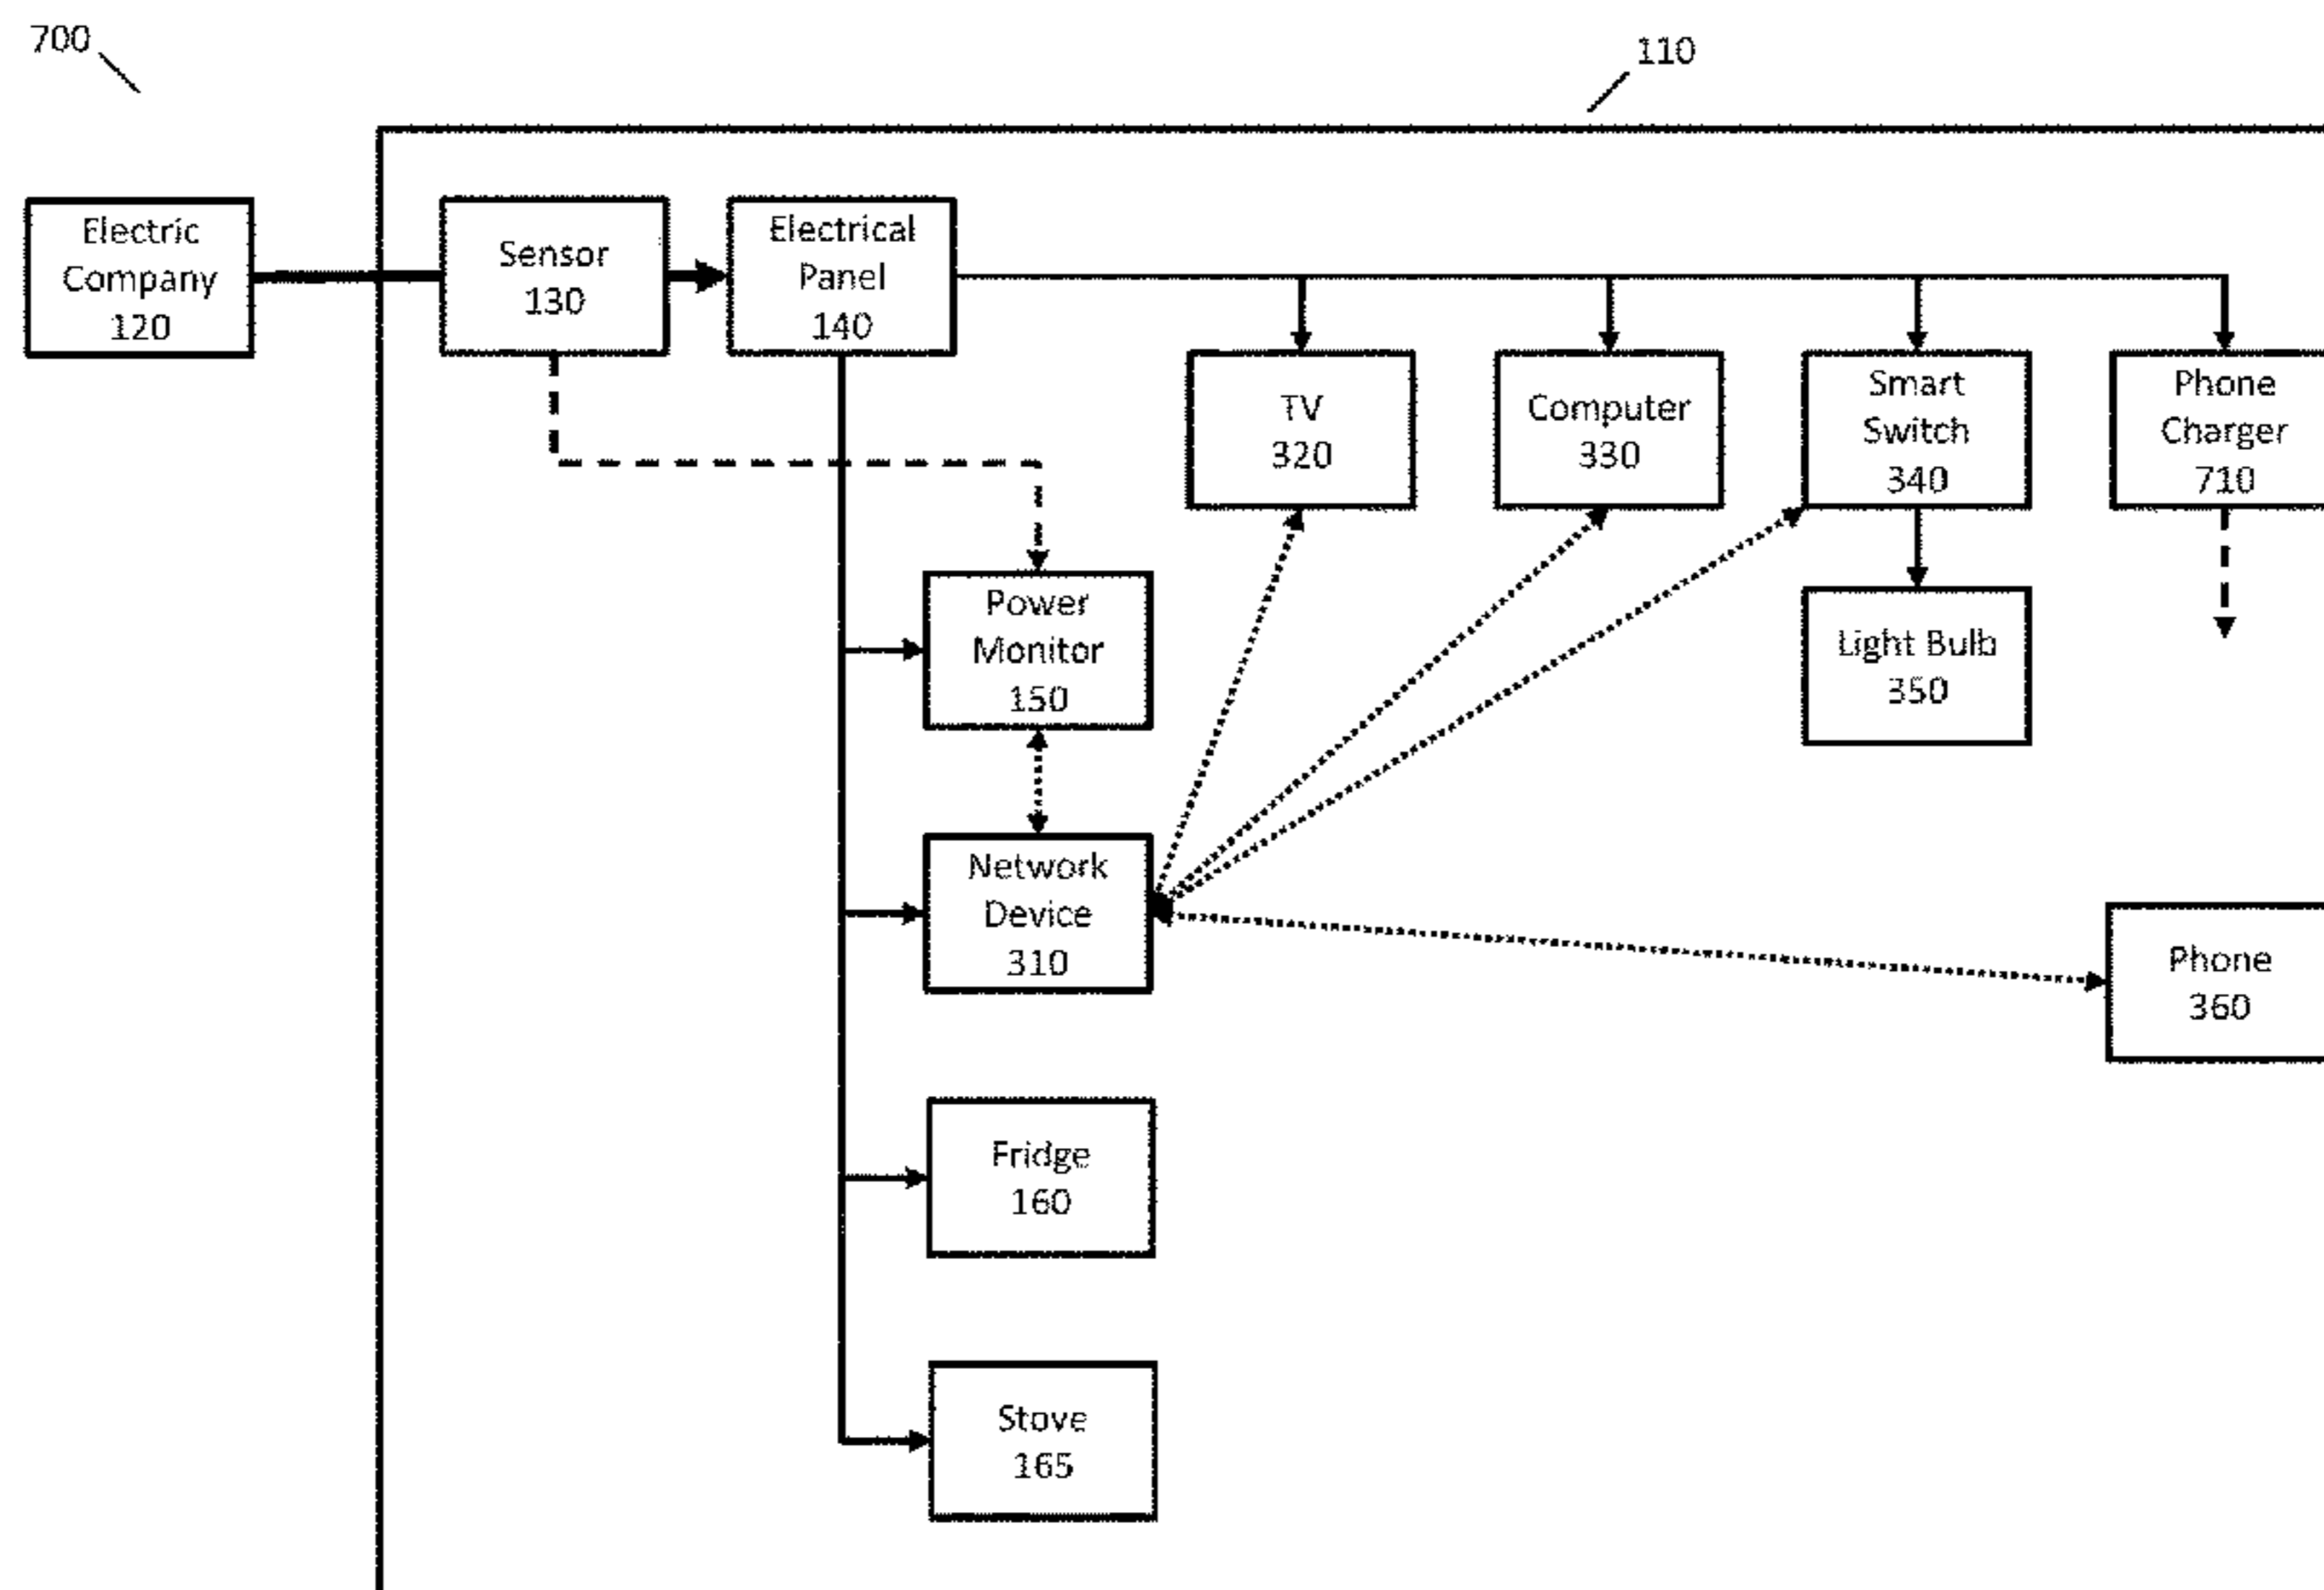 700
110
Electric
Company
120
Sensor
130
Electrical
Panel
140
TV
320
Computer
330
Smart
Switch
340
Phone
Charger
710
Power
Monitor
150
Light Bulb
350
Network
Device
310
Phone
360
Fridge
160
Stove
165